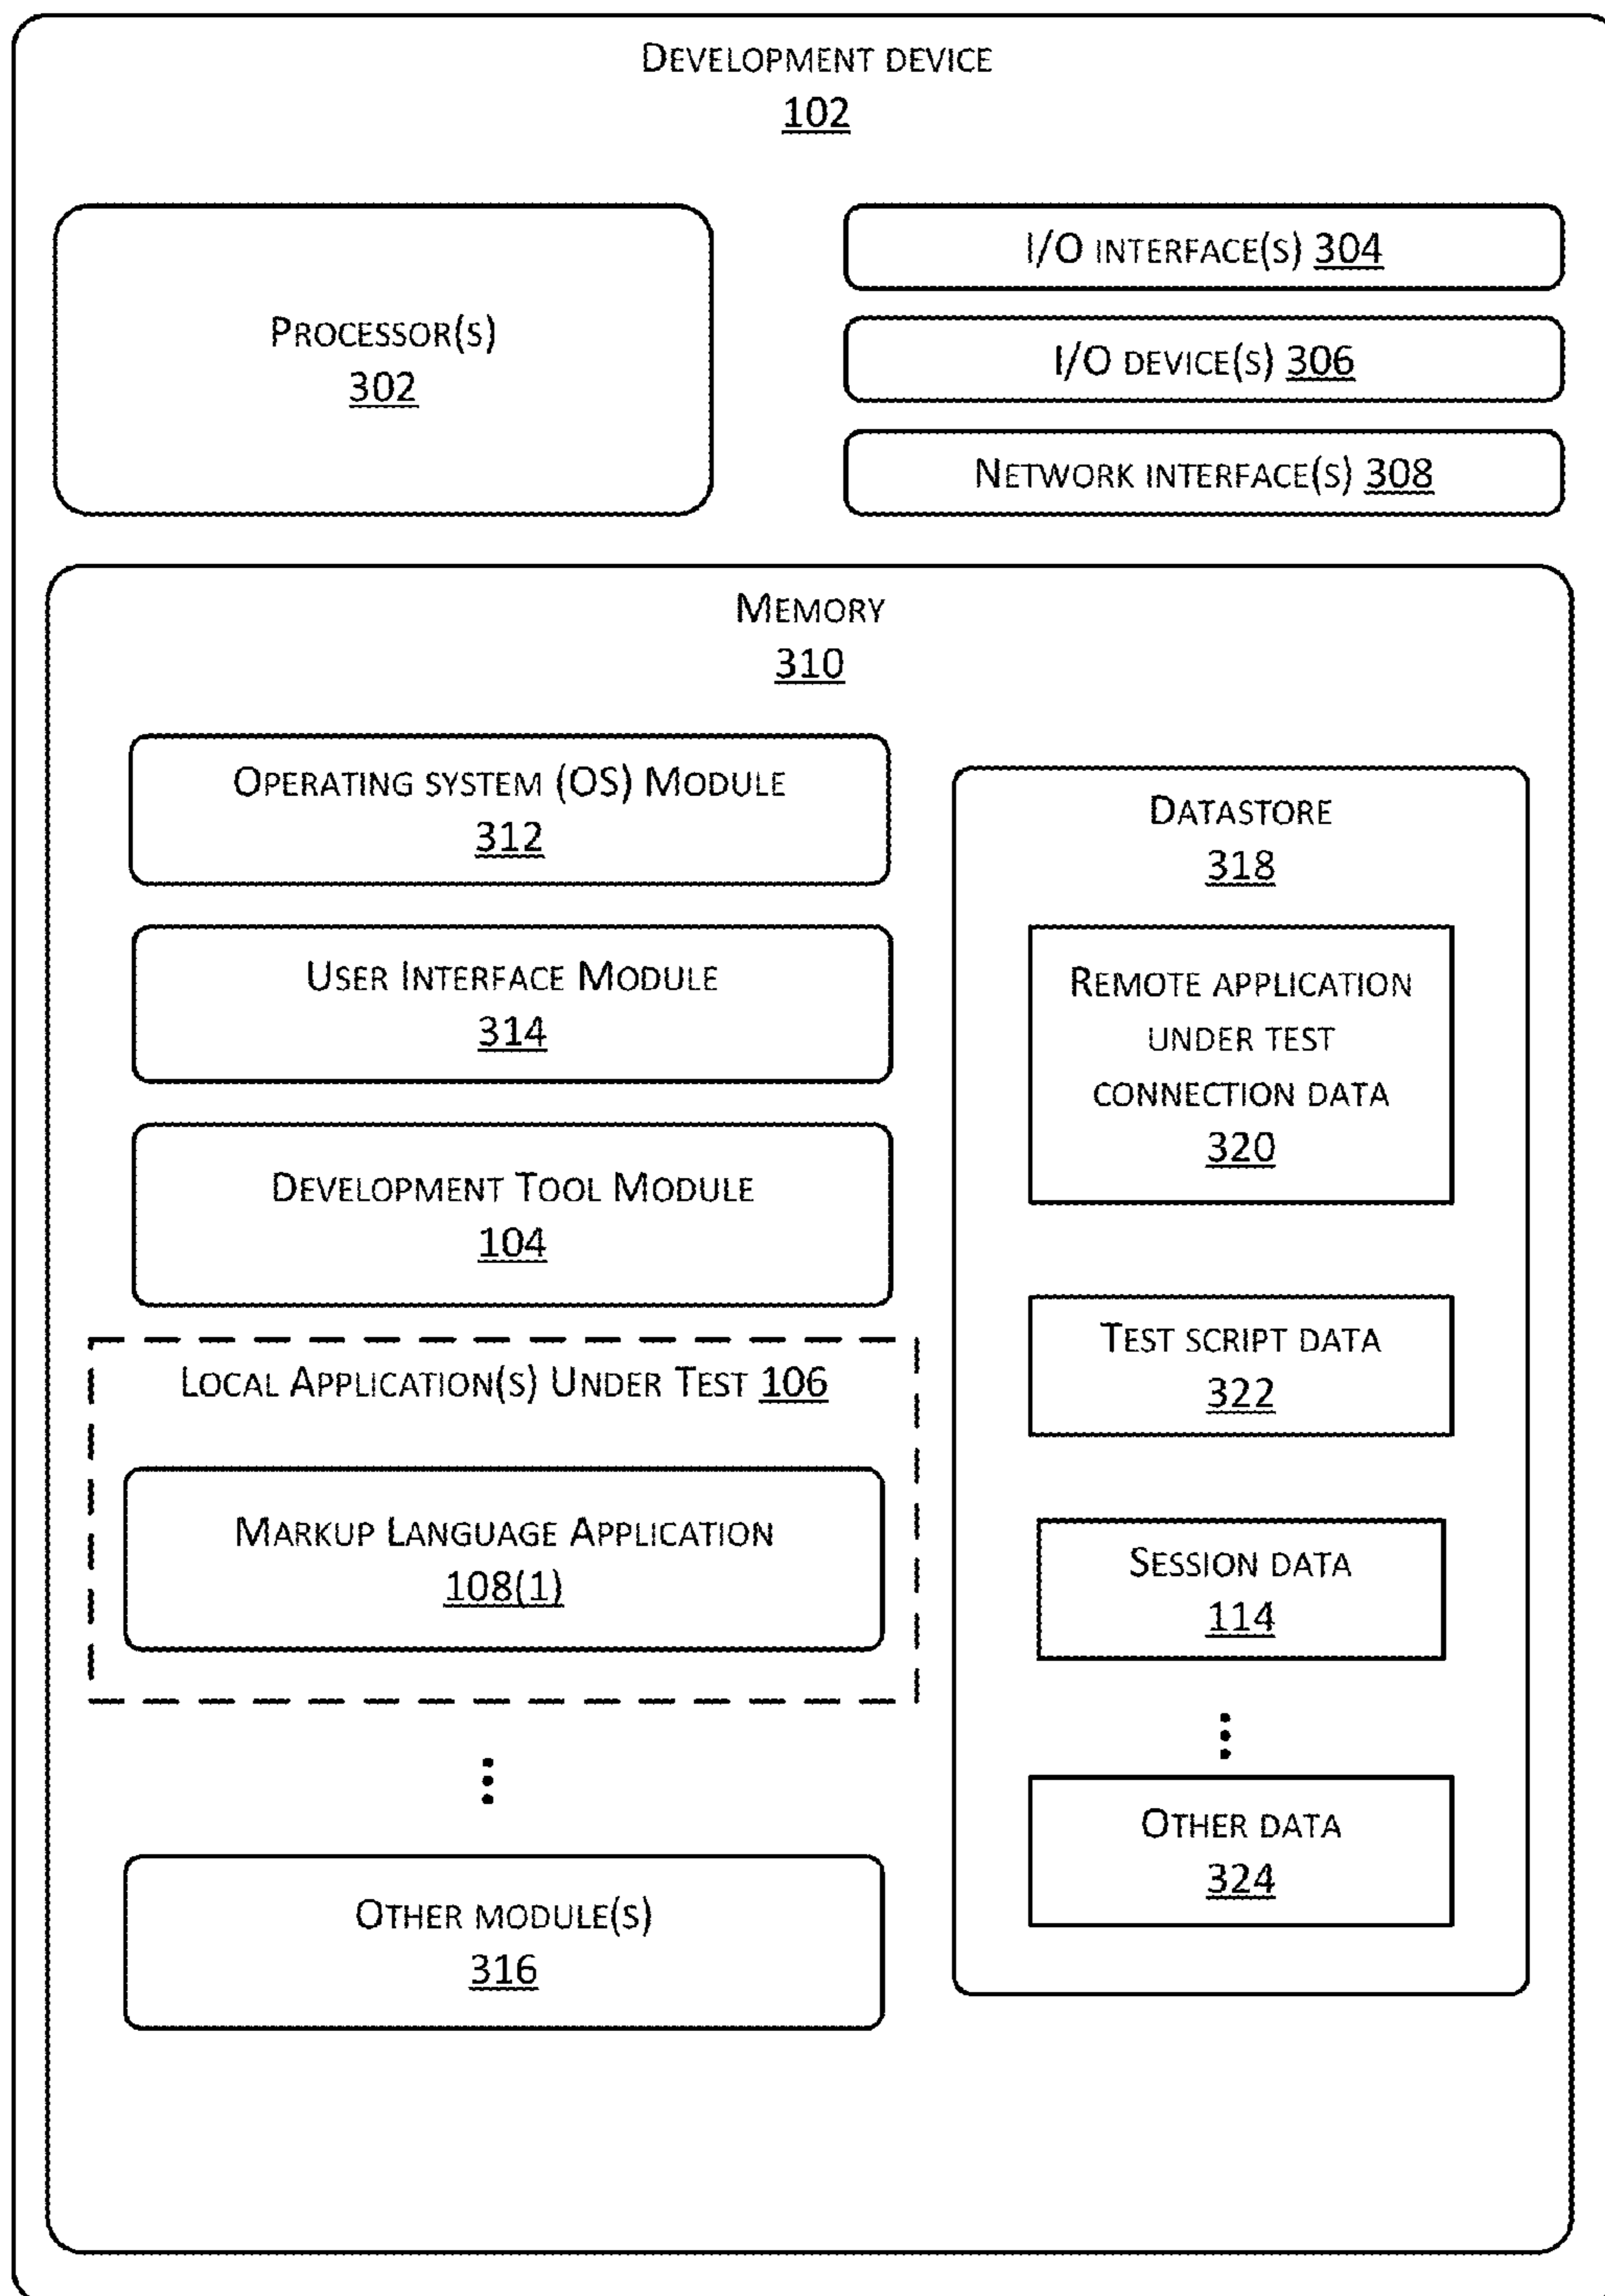 DEVELOPMENT DEVICE
102
PROCESSOR(S)
302
I/O INTERFACE(S) 304
I/O DEVICE(S) 306
NETWORK INTERFACE(S) 308
MEMORY
310
OPERATING SYSTEM (OS) MODULE
312
USER INTERFACE MODULE
314
DEVELOPMENT TOOL MODULE
104
LOCAL APPLICATION(S) UNDER TEST 106
MARKUP LANGUAGE APPLICATION
108(1)
OTHER MODULE(S)
316
DATASTORE
318
REMOTE APPLICATION
UNDER TEST
CONNECTION DATA
320
TEST SCRIPT DATA
322
SESSION DATA
114
OTHER DATA
324